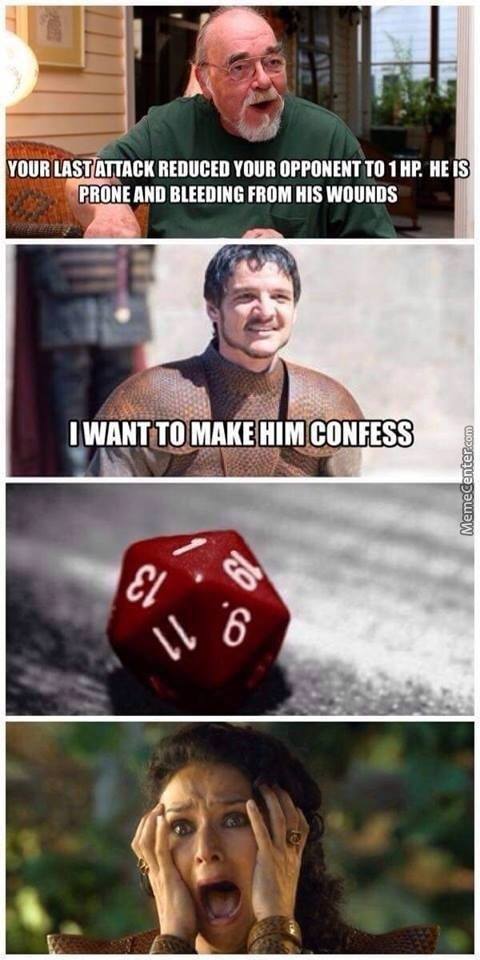 YOUR LAST ATTACK REDUCED YOUR OPPONENT TO 1 HP. HE IS
PRONE AND BLEEDING FROM HIS WOUNDS
I WANT TO MAKE HIM CONFESS
MemeCenter.com
1
19
13
11
9.